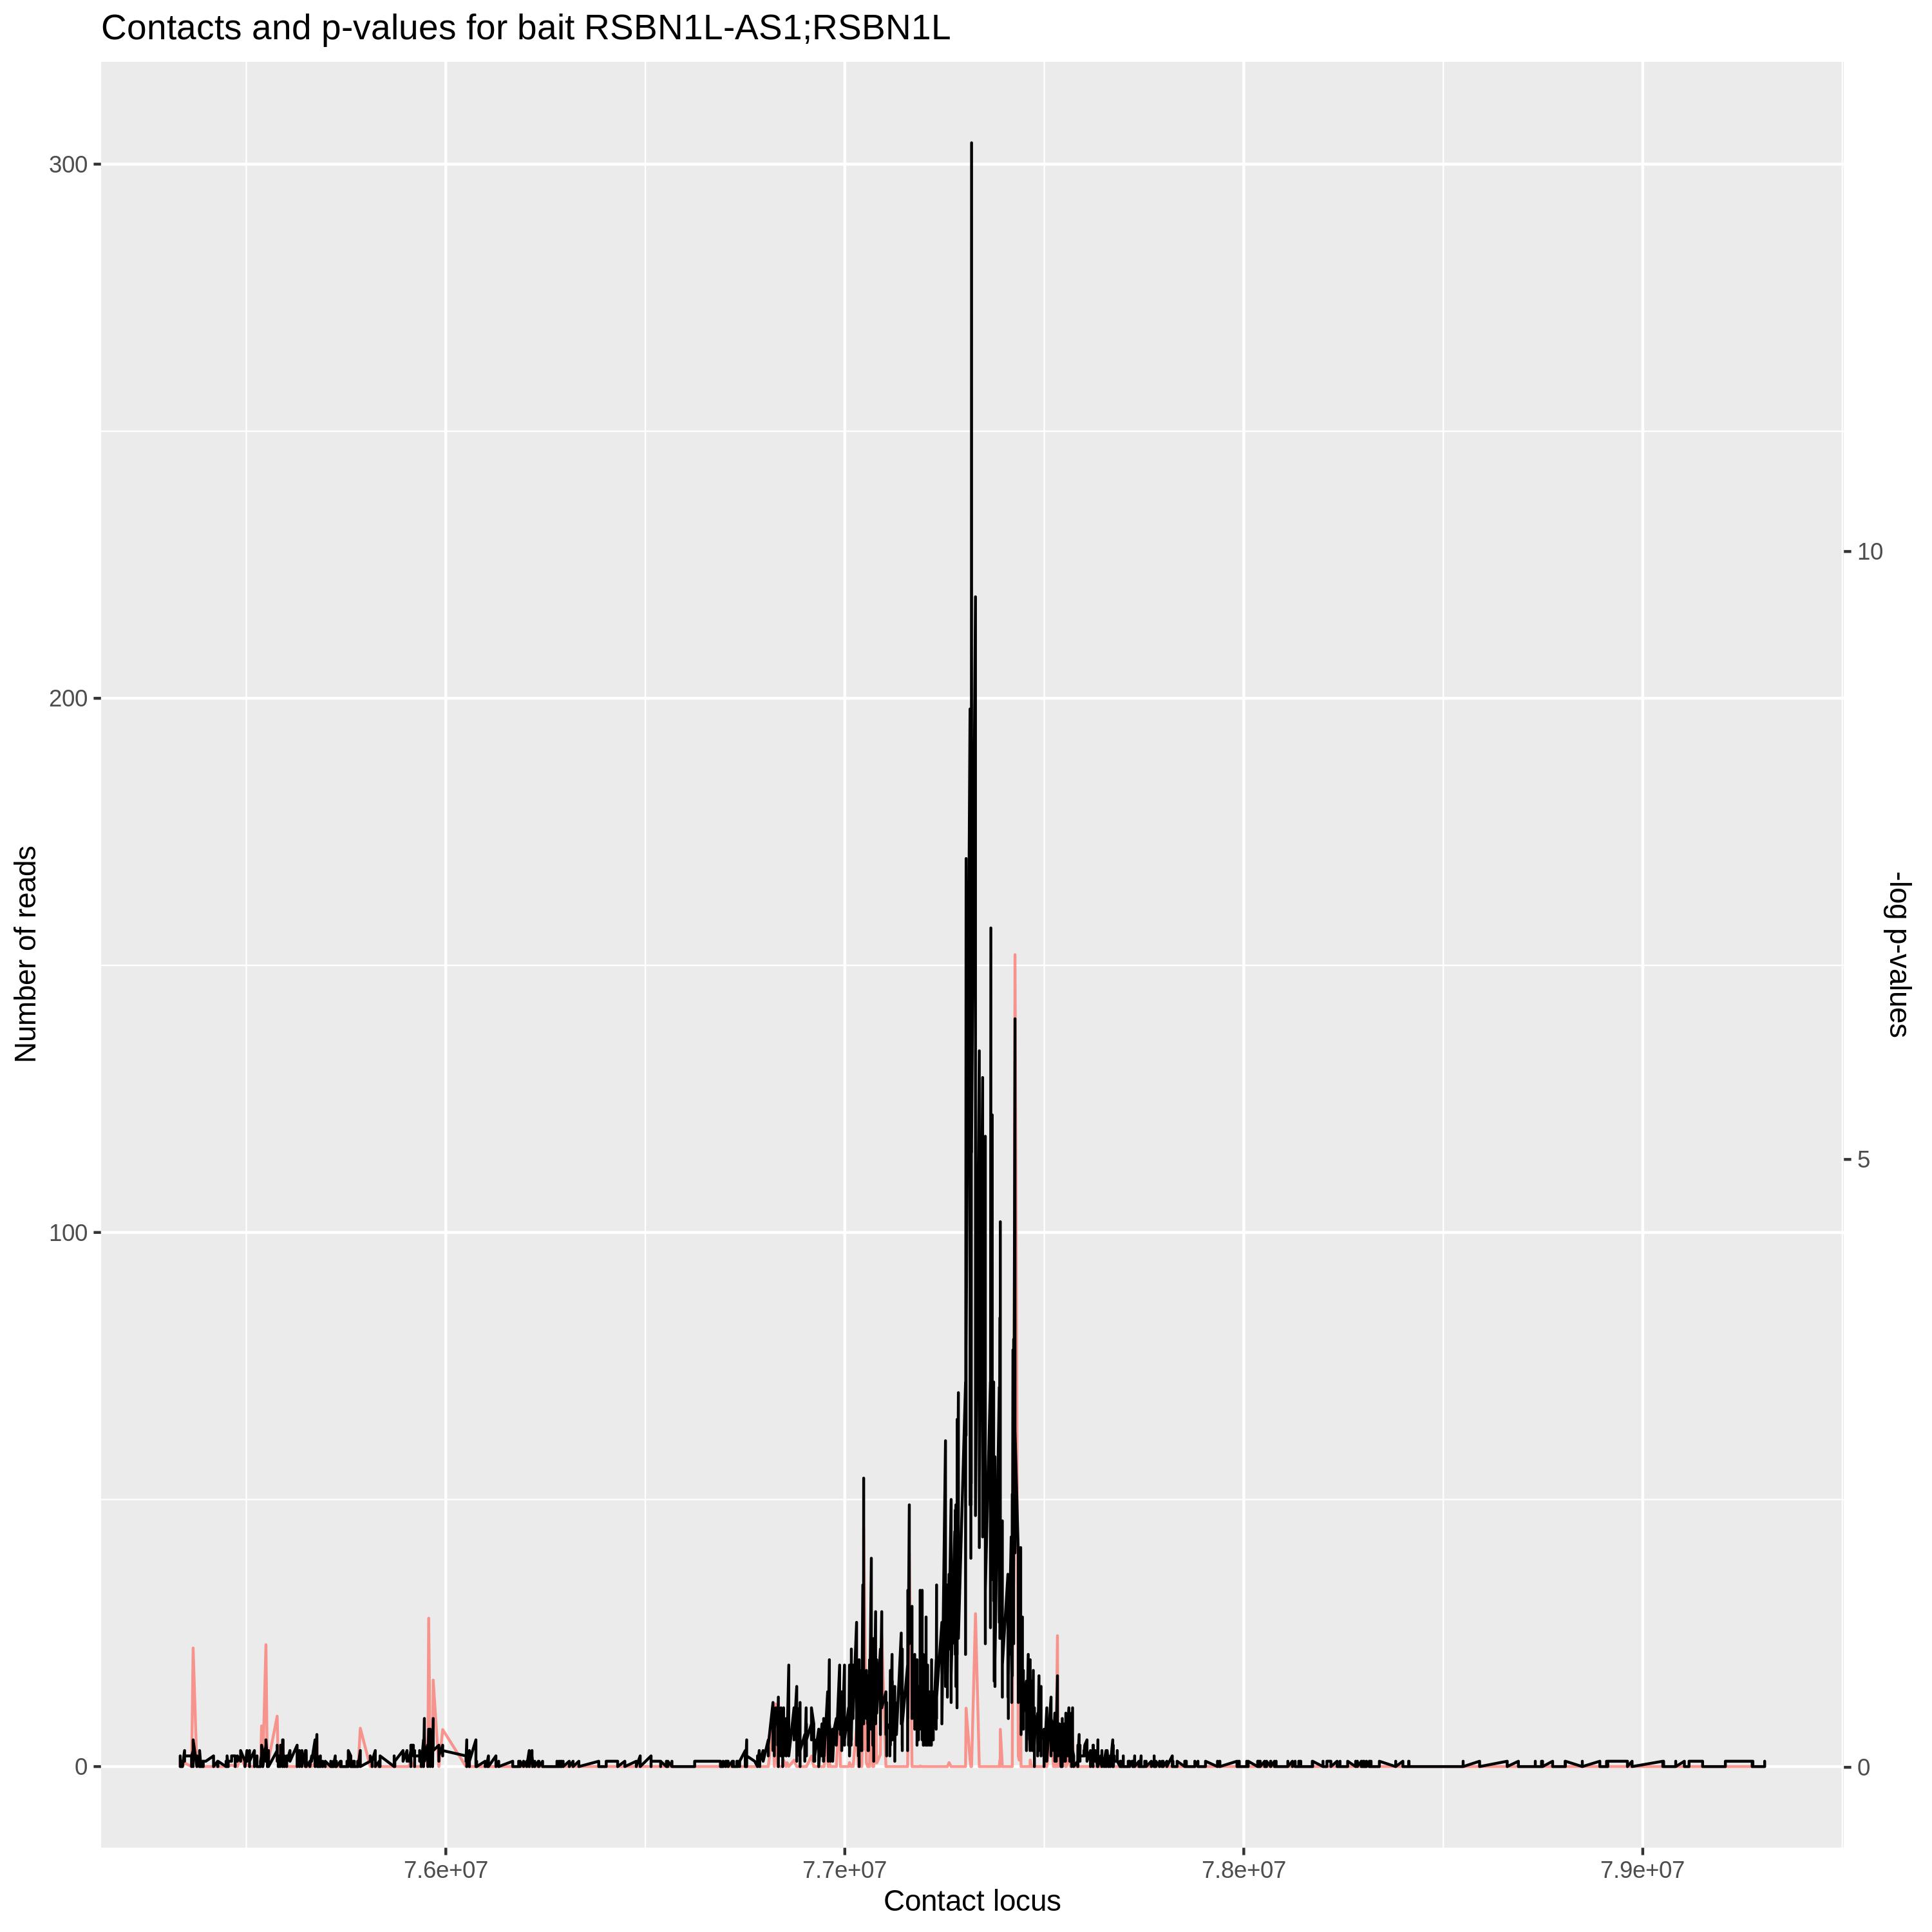 Contacts and p-values for bait RSBN1L-AS1;RSBN1L
300
200
100
0
Number of reads
10
5
0
-log p-values
7.6e+07
7.7e+07
7.8e+07
7.9e+07
Contact locus